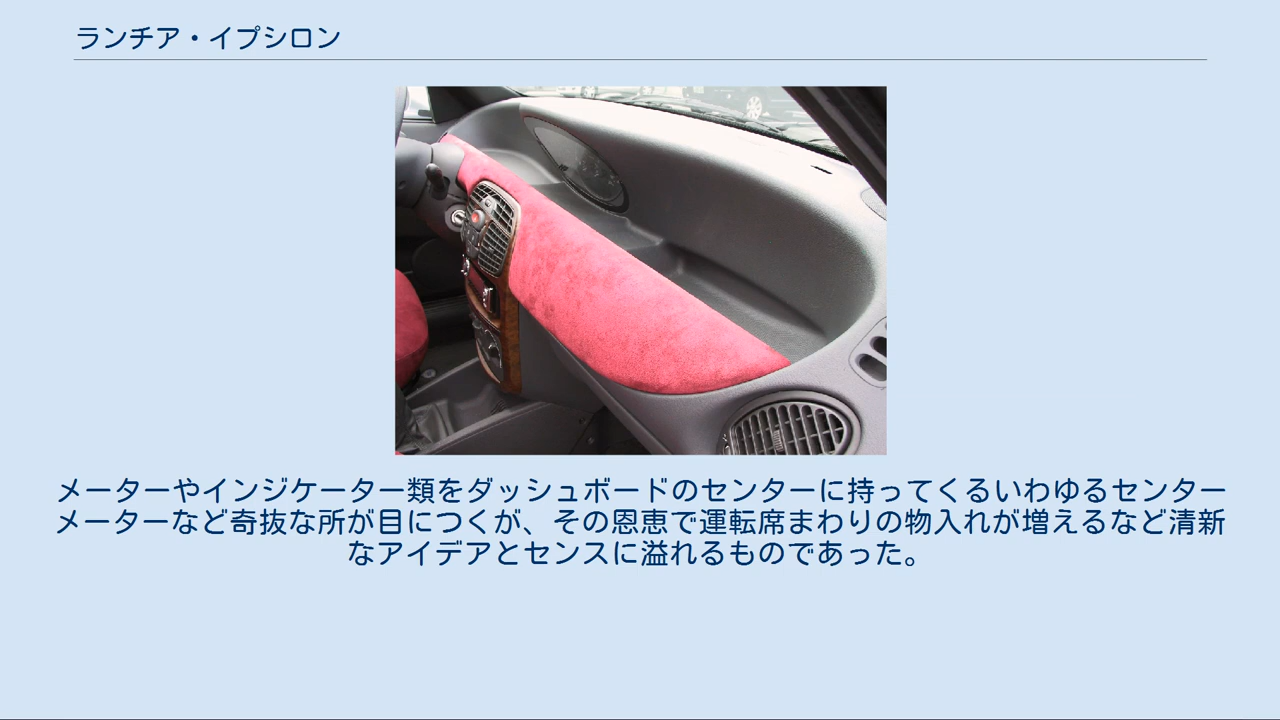 ランチア・イプシロン
メーターやインジケーター類をダッシュボードのセンターに持ってくるいわゆるセンター
メーターなど奇抜な所が目につくが、その恩恵で運転席まわりの物入れが増えるなど清新
なアイデアとセンスに溢れるものであった。